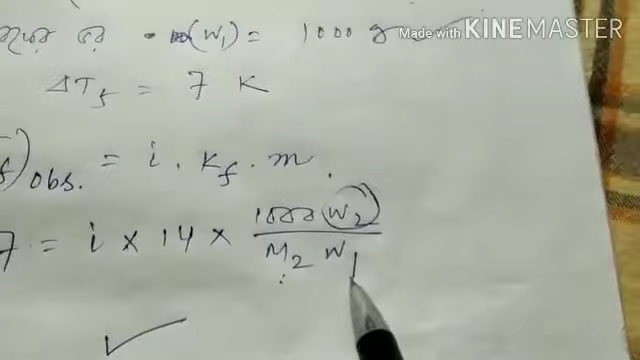 (W₁) = 1000 g
Made with KINEMASTER
ΔT_f = 7 K
f)obs. = i . K_f . m .
7 = i × 14 × 1000 W₂ / M₂ W₁